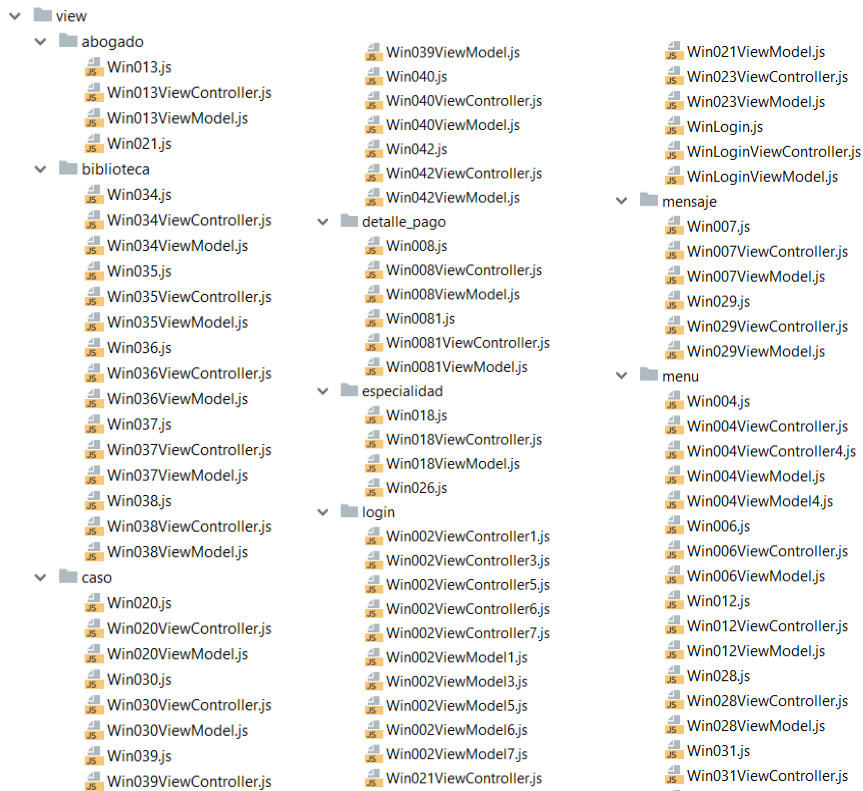 view
abogado
Win013.js
Win013ViewController.js
Win013ViewModel.js
Win021.js
biblioteca
Win034.js
Win034ViewController.js
Win034ViewModel.js
Win035.js
Win035ViewController.js
Win035ViewModel.js
Win036.js
Win036ViewController.js
Win036ViewModel.js
Win037.js
Win037ViewController.js
Win037ViewModel.js
Win038.js
Win038ViewController.js
Win038ViewModel.js
caso
Win020.js
Win020ViewController.js
Win020ViewModel.js
Win030.js
Win030ViewController.js
Win030ViewModel.js
Win039.js
Win039ViewController.js
Win039ViewModel.js
Win040.js
Win040ViewController.js
Win040ViewModel.js
Win042.js
Win042ViewController.js
Win042ViewModel.js
detalle_pago
Win008.js
Win008ViewController.js
Win008ViewModel.js
Win0081.js
Win0081ViewController.js
Win0081ViewModel.js
especialidad
Win018.js
Win018ViewController.js
Win018ViewModel.js
Win026.js
login
Win002ViewController1.js
Win002ViewController3.js
Win002ViewController5.js
Win002ViewController6.js
Win002ViewController7.js
Win002ViewModel1.js
Win002ViewModel3.js
Win002ViewModel5.js
Win002ViewModel6.js
Win002ViewModel7.js
Win021ViewController.js
Win021ViewModel.js
Win023ViewController.js
Win023ViewModel.js
WinLogin.js
WinLoginViewController.js
WinLoginViewModel.js
mensaje
Win007.js
Win007ViewController.js
Win007ViewModel.js
Win029.js
Win029ViewController.js
Win029ViewModel.js
menu
Win004.js
Win004ViewController.js
Win004ViewController4.js
Win004ViewModel.js
Win004ViewModel4.js
Win006.js
Win006ViewController.js
Win006ViewModel.js
Win012.js
Win012ViewController.js
Win012ViewModel.js
Win028.js
Win028ViewController.js
Win028ViewModel.js
Win031.js
Win031ViewController.js